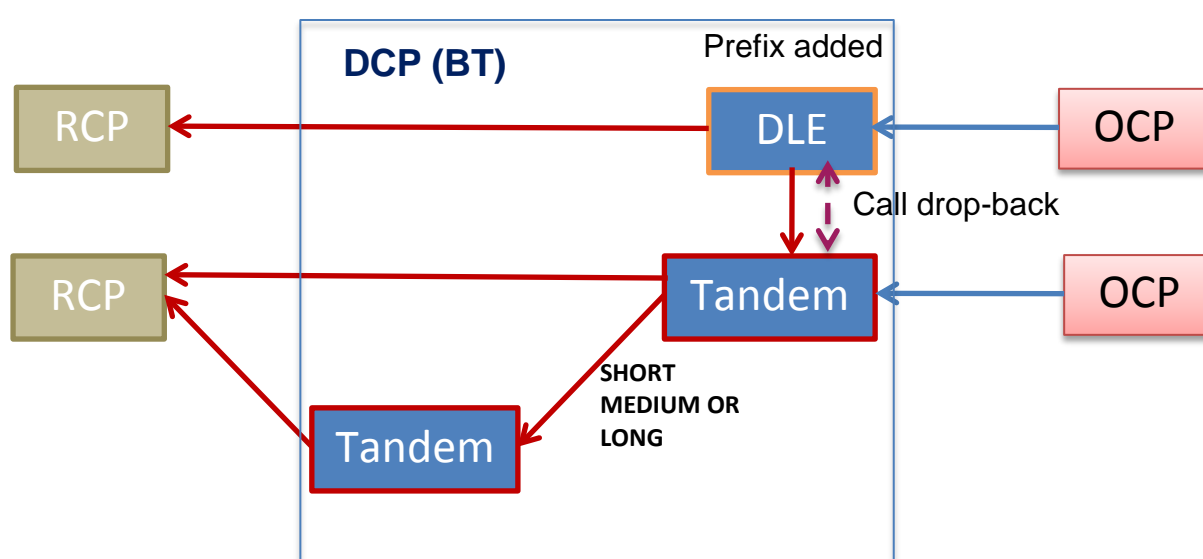 DCP (BT)
Prefix added
RCP
DLE
OCP
Call drop-back
RCP
Tandem
OCP
SHORT
MEDIUM OR
LONG
Tandem